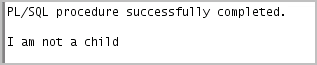 PL/SQL procedure successfully completed.
I am not a child